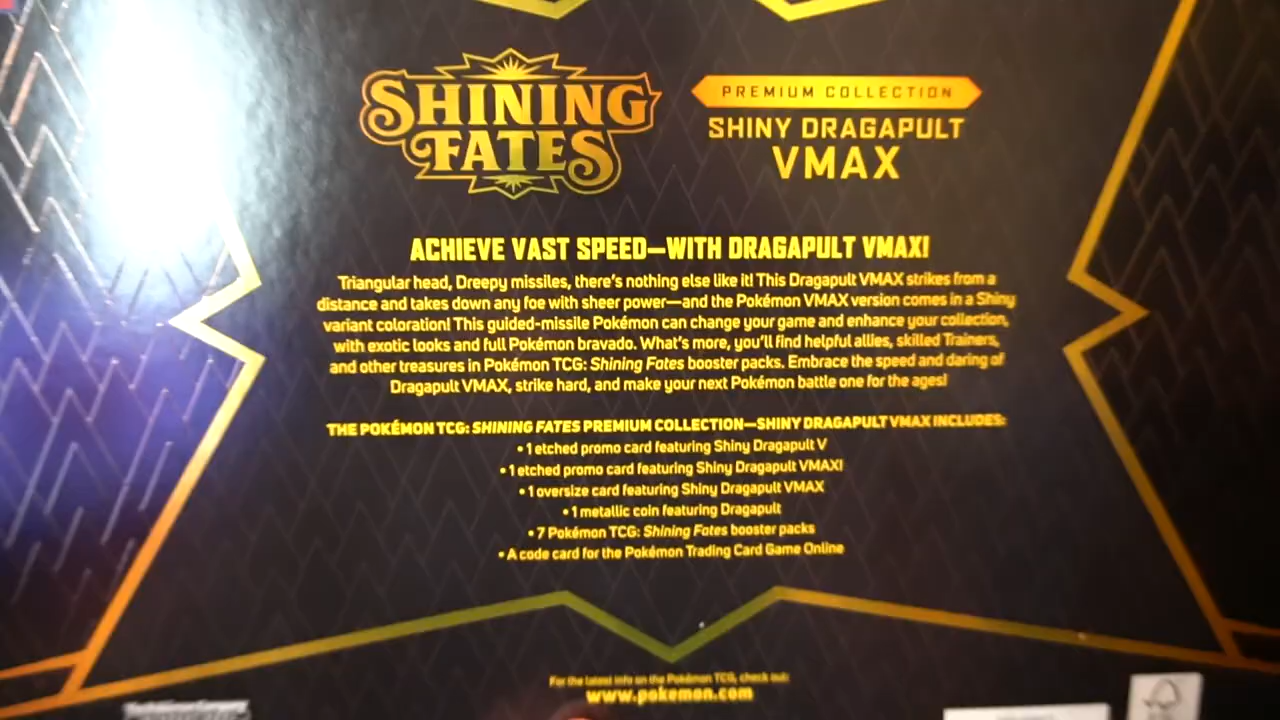 SHINING
FATES
PREMIUM COLLECTION
SHINY DRAGAPULT
VMAX
ACHIEVE VAST SPEED—WITH DRAGAPULT VMAX!
Triangular head, Dreepy missiles, there's nothing else like it! This Dragapult VMAX strikes from a
distance and takes down any foe with sheer power—and the Pokémon VMAX version comes in a Shiny
variant coloration! This guided-missile Pokémon can change your game and enhance your collection,
with exotic looks and full Pokémon bravado. What's more, you'll find helpful allies, skilled Trainers,
and other treasures in Pokémon TCG: Shining Fates booster packs. Embrace the speed and daring of
Dragapult VMAX, strike hard, and make your next Pokémon battle one for the ages!
THE POKÉMON TCG: SHINING FATES PREMIUM COLLECTION—SHINY DRAGAPULT VMAX INCLUDES:
• 1 etched promo card featuring Shiny Dragapult V
• 1 etched promo card featuring Shiny Dragapult VMAX!
• 1 oversize card featuring Shiny Dragapult VMAX
• 1 metallic coin featuring Dragapult
• 7 Pokémon TCG: Shining Fates booster packs
• A code card for the Pokémon Trading Card Game Online
For the latest info on the Pokémon TCG, check out:
www.pokemon.com
The Pokémon Company